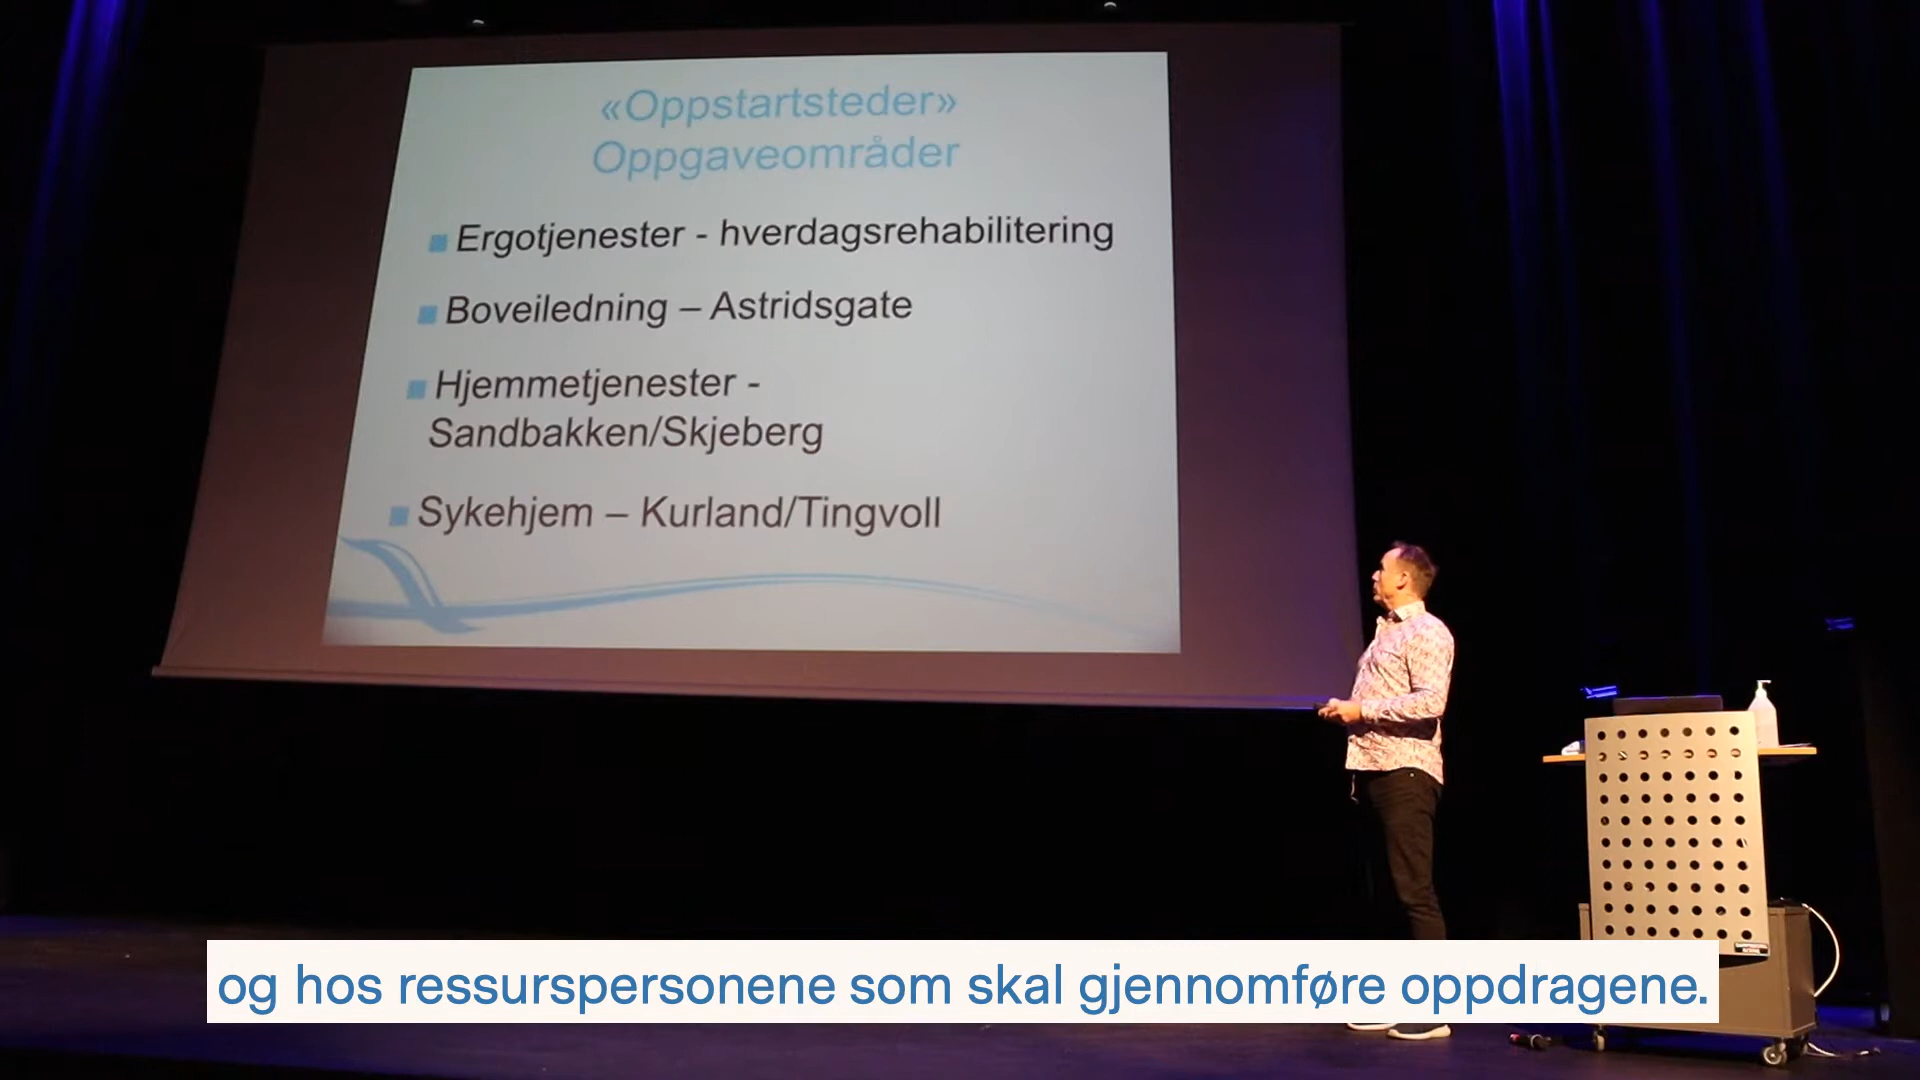 «Oppstartsteder»
Oppgaveområder
Ergotjenester - hverdagsrehabilitering
Boveiledning – Astridsgate
Hjemmetjenester -
Sandbakken/Skjeberg
Sykehjem – Kurland/Tingvoll
og hos ressurspersonene som skal gjennomføre oppdragene.